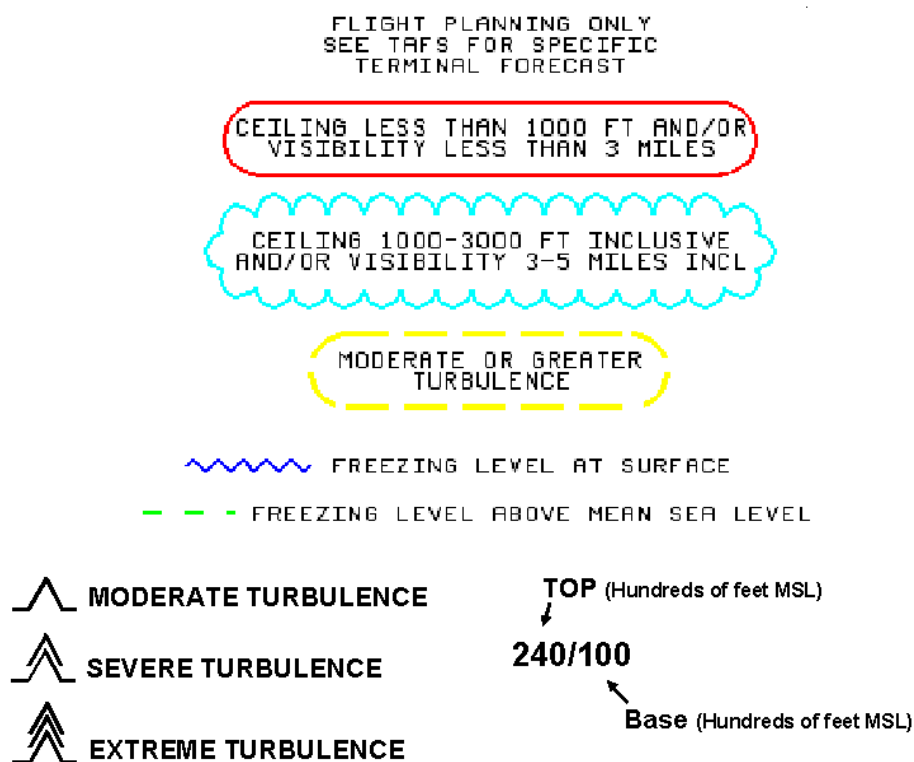 FLIGHT PLANNING ONLY
SEE TAFS FOR SPECIFIC
TERMINAL FORECAST
CEILING LESS THAN 1000 FT AND/OR
VISIBILITY LESS THAN 3 MILES
CEILING 1000-3000 FT INCLUSIVE
AND/OR VISIBILITY 3-5 MILES INCL
MODERATE OR GREATER
TURBULENCE
FREEZING LEVEL AT SURFACE
FREEZING LEVEL ABOVE MEAN SEA LEVEL
MODERATE TURBULENCE
SEVERE TURBULENCE
EXTREME TURBULENCE
TOP (Hundreds of feet MSL)
240/100
Base (Hundreds of feet MSL)